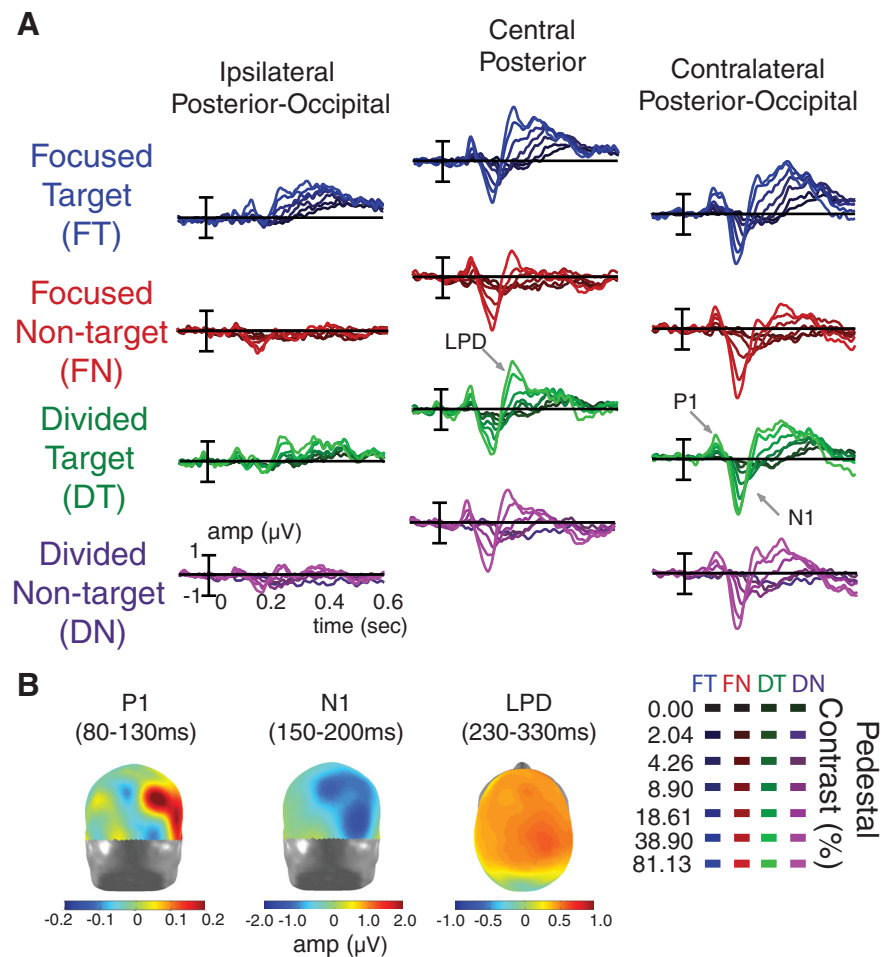 A
Ipsilateral
Posterior-Occipital
Central
Posterior
Contralateral
Posterior-Occipital
Focused
Target
(FT)
Focused
Non-target
(FN)
LPD
Divided
Target
(DT)
P1
N1
Divided
Non-target
(DN)
amp (μV)
1
-1
0 0.2 0.4 0.6
time (sec)
B
P1
(80-130ms)
N1
(150-200ms)
LPD
(230-330ms)
-0.2 -0.1 0 0.1 0.2
-2.0 -1.0 0 1.0 2.0
-1.0 -0.5 0 0.5 1.0
amp (μV)
FT FN DT DN
0.00
2.04
4.26
8.90
18.61
38.90
81.13
Pedestal
Contrast (%)